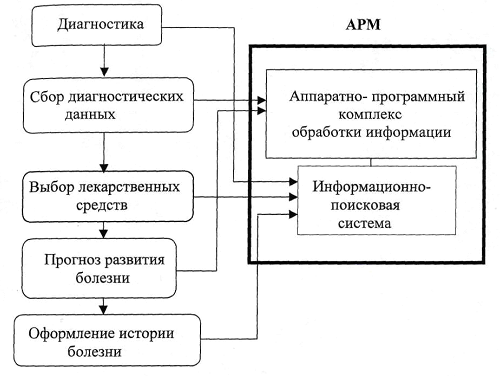 Диагностика
Сбор диагностических
данных
Выбор лекарственных
средств
Прогноз развития
болезни
Оформление истории
болезни
АРМ
Аппаратно- программный
комплекс
обработки информации
Информационно-
поисковая
система